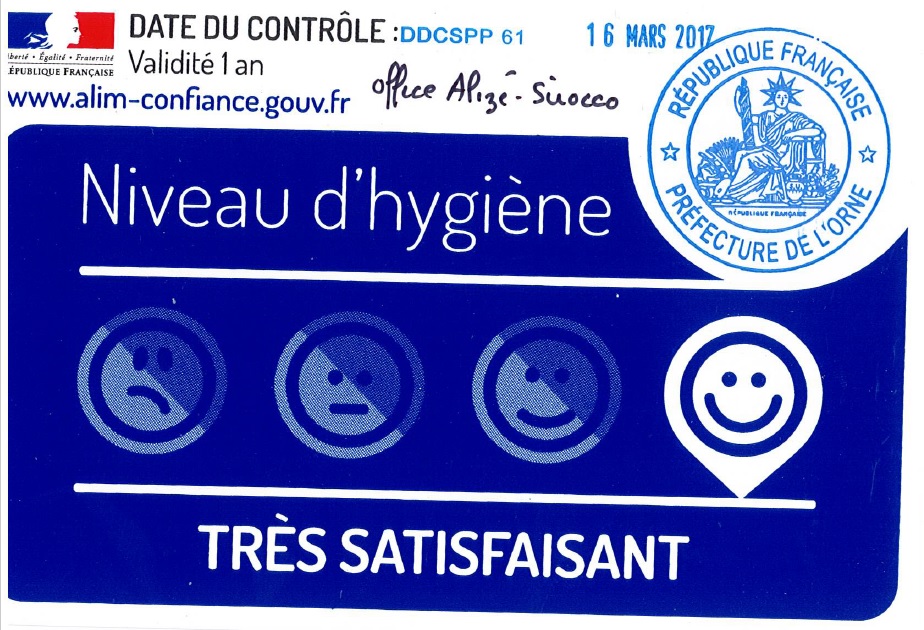 DATE DU CONTRÔLE : DDCSPP 61 16 MARS 2017
Liberté • Égalité • Fraternité
RÉPUBLIQUE FRANÇAISE
Validité 1 an
www.alim-confiance.gouv.fr
office Alizé - Sirocco
RÉPUBLIQUE FRANÇAISE
RÉPUBLIQUE FRANÇAISE
PRÉFECTURE DE L'ORNE
Niveau d'hygiène
TRÈS SATISFAISANT